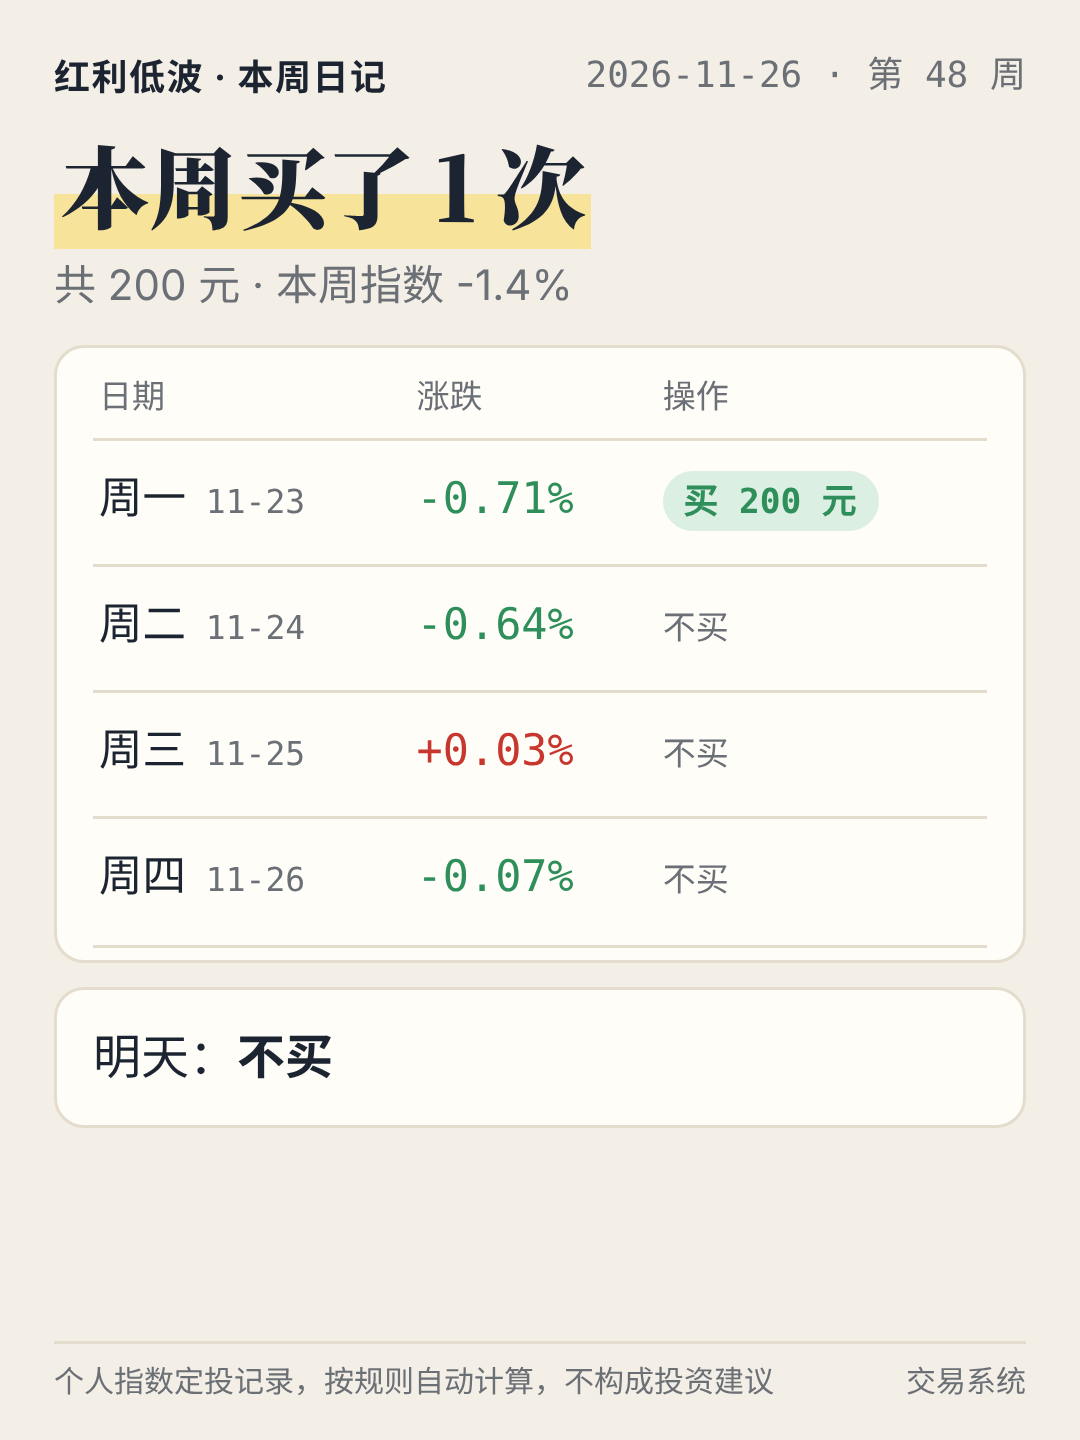 红利低波 · 本周日记
2026-11-26 · 第 48 周
本周买了 1 次
共 200 元 · 本周指数 -1.4%
日期 涨跌 操作
周一 11-23 -0.71% 买 200 元
周二 11-24 -0.64% 不买
周三 11-25 +0.03% 不买
周四 11-26 -0.07% 不买
明天：不买
个人指数定投记录，按规则自动计算，不构成投资建议
交易系统